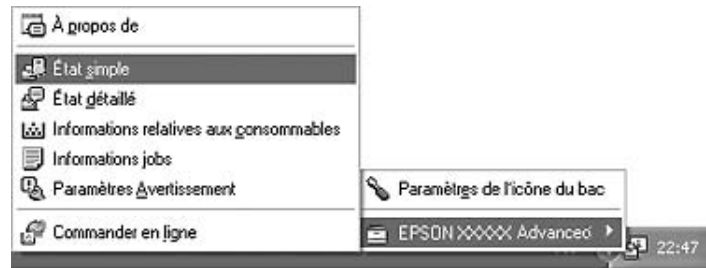 À propos de
État simple
État détaillé
Informations relatives aux consommables
Informations jobs
Paramètres Avertissement
Commander en ligne
Paramètres de l'icône du bac
EPSON XXXXX Advanced
22:47